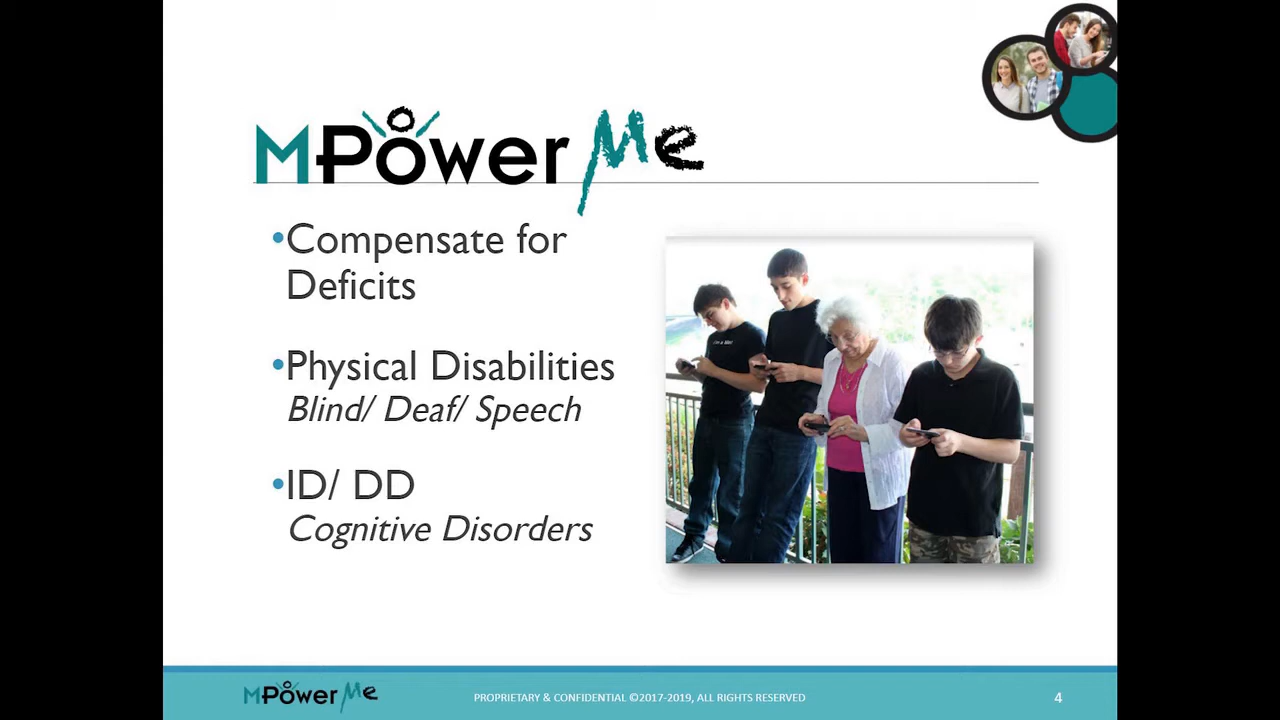 MPower Me
•Compensate for
Deficits
•Physical Disabilities
Blind/ Deaf/ Speech
•ID/ DD
Cognitive Disorders
MPower Me
PROPRIETARY & CONFIDENTIAL ©2017-2019, ALL RIGHTS RESERVED
4